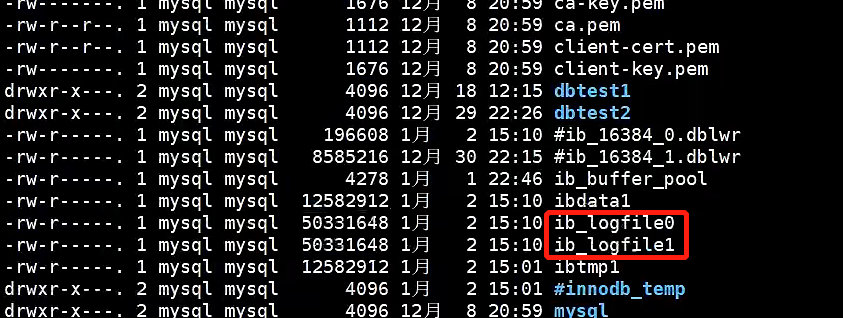 -rw-------. 1 mysql mysql     1676 12月  8 20:59 ca-key.pem
-rw-r--r--. 1 mysql mysql     1112 12月  8 20:59 ca.pem
-rw-r--r--. 1 mysql mysql     1112 12月  8 20:59 client-cert.pem
-rw-------. 1 mysql mysql     1676 12月  8 20:59 client-key.pem
drwxr-x---. 2 mysql mysql     4096 12月 18 12:15 dbtest1
drwxr-x---. 2 mysql mysql     4096 12月 29 22:26 dbtest2
-rw-r-----. 1 mysql mysql   196608 1月   2 15:10 #ib_16384_0.dblwr
-rw-r-----. 1 mysql mysql  8585216 12月 30 22:15 #ib_16384_1.dblwr
-rw-r-----. 1 mysql mysql     4278 1月   1 22:46 ib_buffer_pool
-rw-r-----. 1 mysql mysql 12582912 1月   2 15:10 ibdata1
-rw-r-----. 1 mysql mysql 50331648 1月   2 15:10 ib_logfile0
-rw-r-----. 1 mysql mysql 50331648 1月   2 15:10 ib_logfile1
-rw-r-----. 1 mysql mysql 12582912 1月   2 15:01 ibtmp1
drwxr-x---. 2 mysql mysql     4096 1月   2 15:01 #innodb_temp
drwxr-x---. 2 mysql mysql     4096 12月  8 20:59 mysql